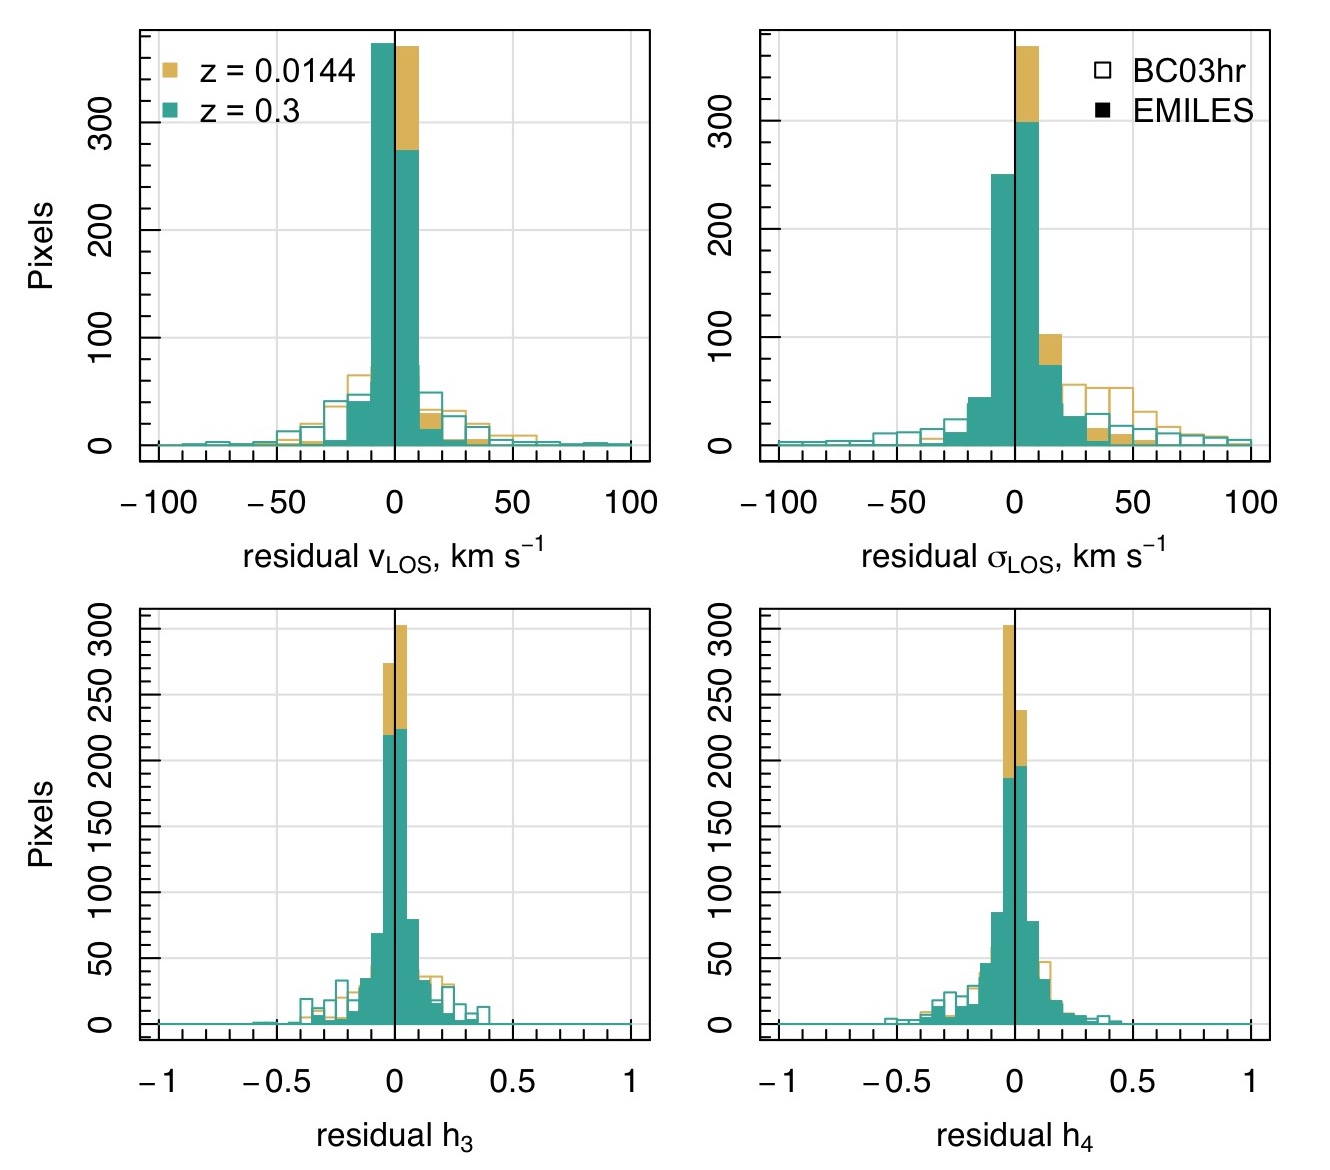 z = 0.0144
z = 0.3
BC03hr
EMILES
Pixels
0 100 200 300
0 100 200 300
−100 −50 0 50 100
−100 −50 0 50 100
residual v_LOS, km s⁻¹
residual σ_LOS, km s⁻¹
Pixels
0 50 100 150 200 250 300
0 50 100 150 200 250 300
−1 −0.5 0 0.5 1
−1 −0.5 0 0.5 1
residual h₃
residual h₄